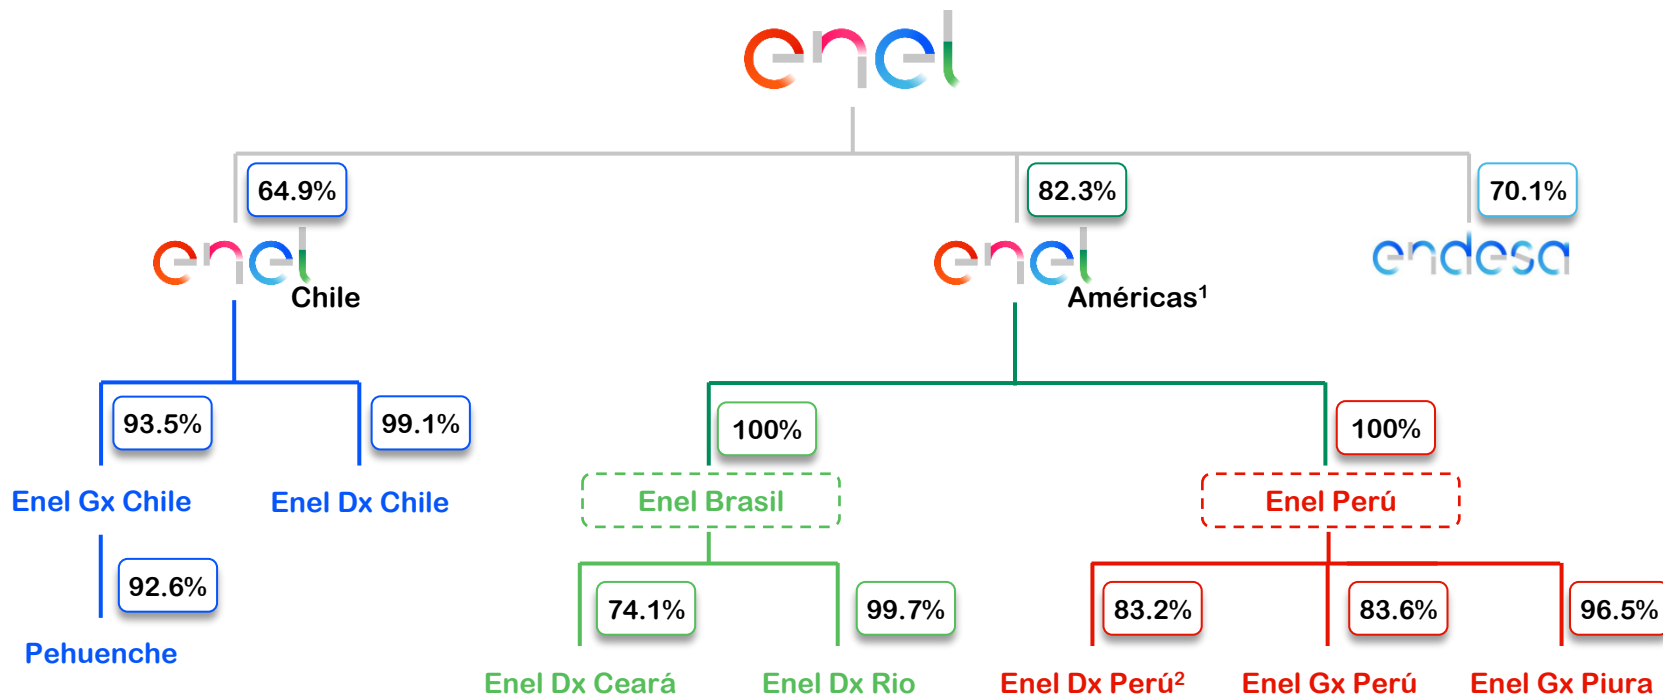 enel
64.9%
82.3%
70.1%
enel
Chile
enel
Américas¹
endesa
93.5%
99.1%
100%
100%
Enel Gx Chile
Enel Dx Chile
Enel Brasil
Enel Perú
92.6%
74.1%
99.7%
83.2%
83.6%
96.5%
Pehuenche
Enel Dx Ceará
Enel Dx Rio
Enel Dx Perú²
Enel Gx Perú
Enel Gx Piura